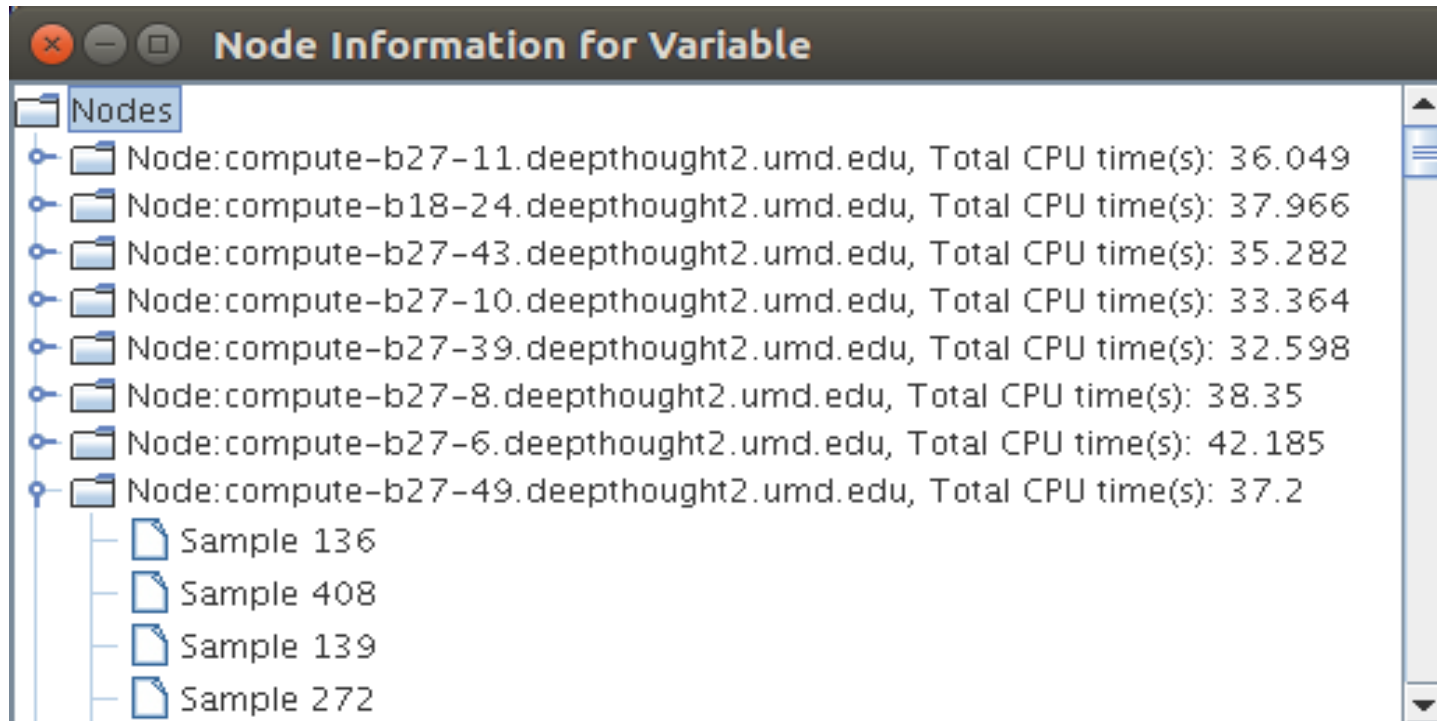 Node Information for Variable
Nodes
Node:compute-b27-11.deepthought2.umd.edu, Total CPU time(s): 36.049
Node:compute-b18-24.deepthought2.umd.edu, Total CPU time(s): 37.966
Node:compute-b27-43.deepthought2.umd.edu, Total CPU time(s): 35.282
Node:compute-b27-10.deepthought2.umd.edu, Total CPU time(s): 33.364
Node:compute-b27-39.deepthought2.umd.edu, Total CPU time(s): 32.598
Node:compute-b27-8.deepthought2.umd.edu, Total CPU time(s): 38.35
Node:compute-b27-6.deepthought2.umd.edu, Total CPU time(s): 42.185
Node:compute-b27-49.deepthought2.umd.edu, Total CPU time(s): 37.2
Sample 136
Sample 408
Sample 139
Sample 272